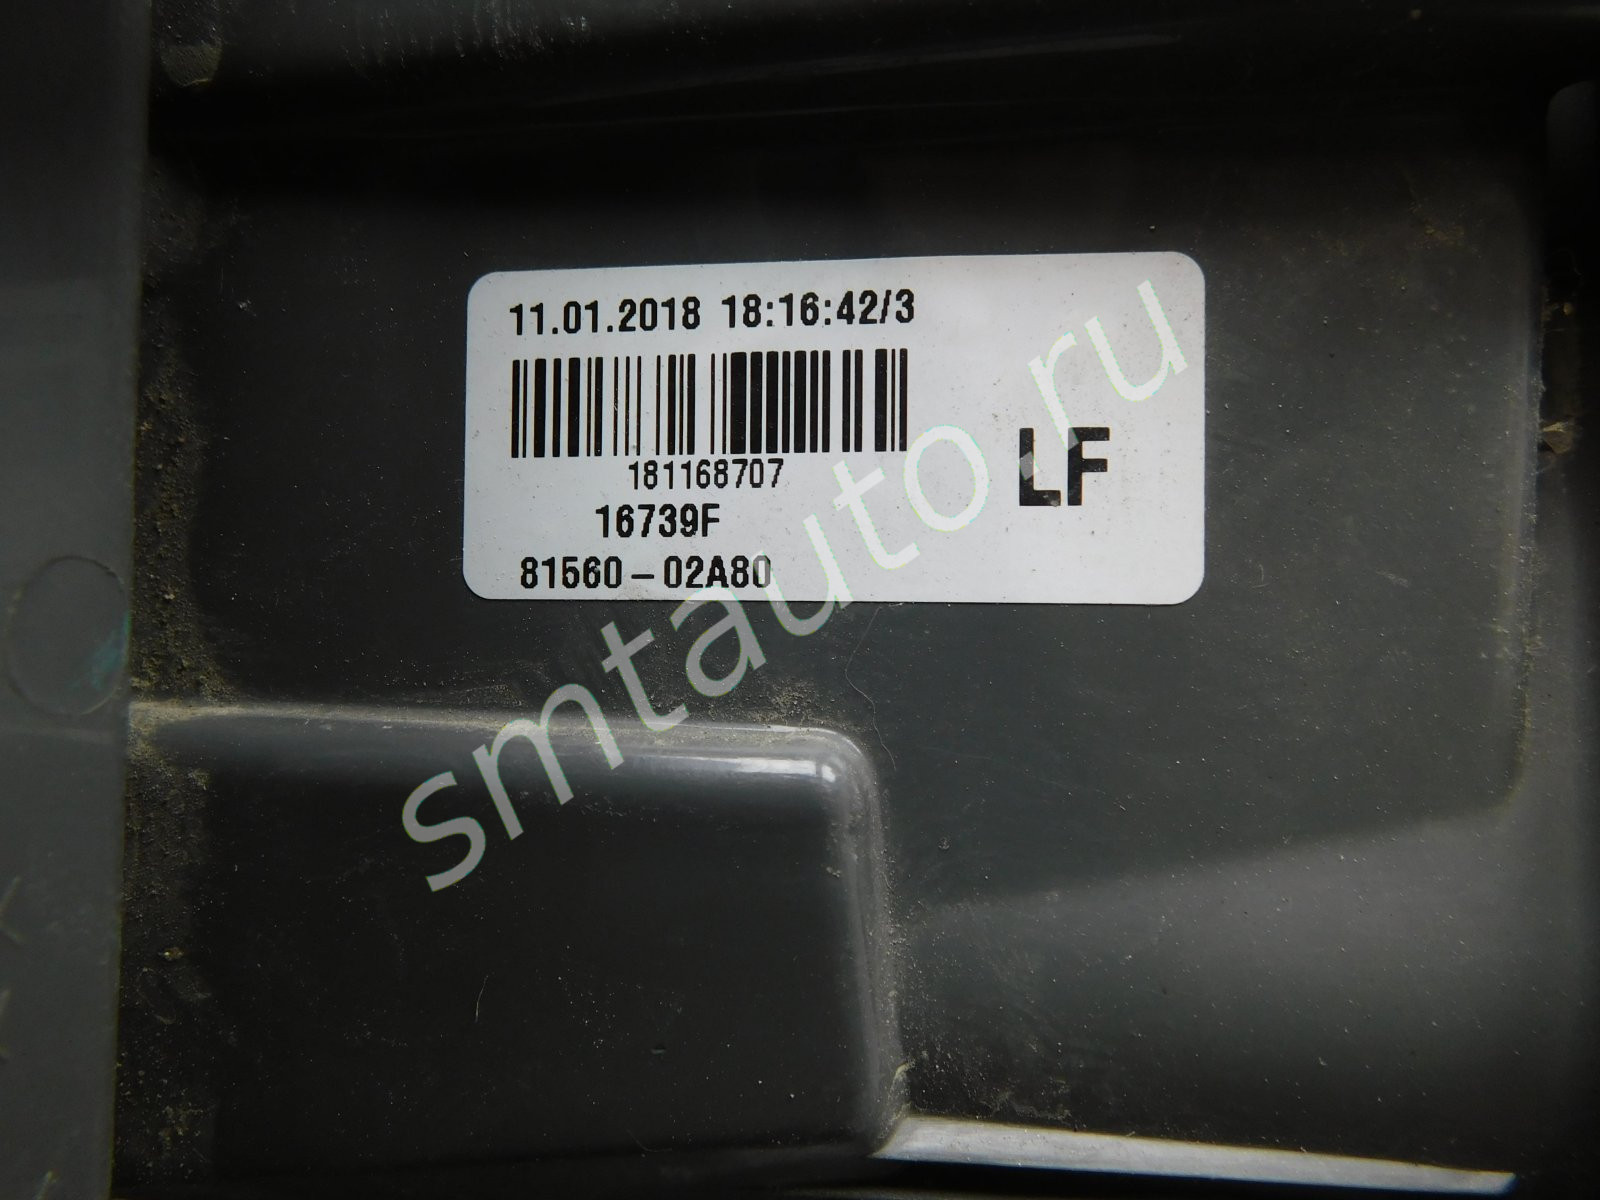 11.01.2018 18:16:42/3
181168707
16739F
81560-02A80
LF
smtauto.ru